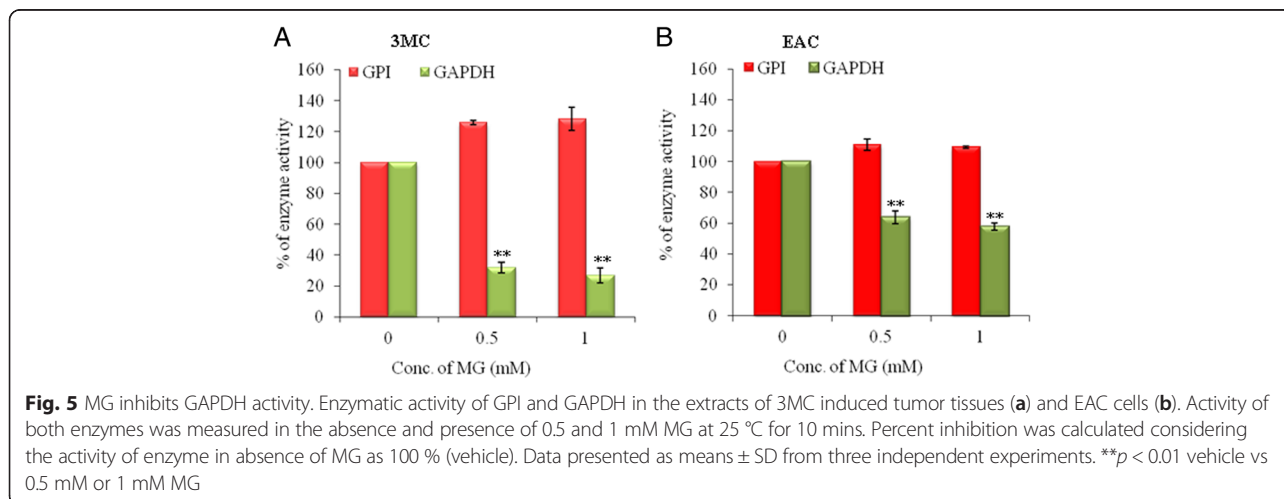 A
3MC
GPI
GAPDH
160
140
120
100
80
60
40
20
0
% of enzyme activity
**
**
0
0.5
1
Conc. of MG (mM)
B
EAC
GPI
GAPDH
160
140
120
100
80
60
40
20
0
% of enzyme activity
**
**
0
0.5
1
Conc. of MG (mM)
Fig. 5 MG inhibits GAPDH activity. Enzymatic activity of GPI and GAPDH in the extracts of 3MC induced tumor tissues (a) and EAC cells (b). Activity of
both enzymes was measured in the absence and presence of 0.5 and 1 mM MG at 25 °C for 10 mins. Percent inhibition was calculated considering
the activity of enzyme in absence of MG as 100 % (vehicle). Data presented as means ± SD from three independent experiments. **p < 0.01 vehicle vs
0.5 mM or 1 mM MG